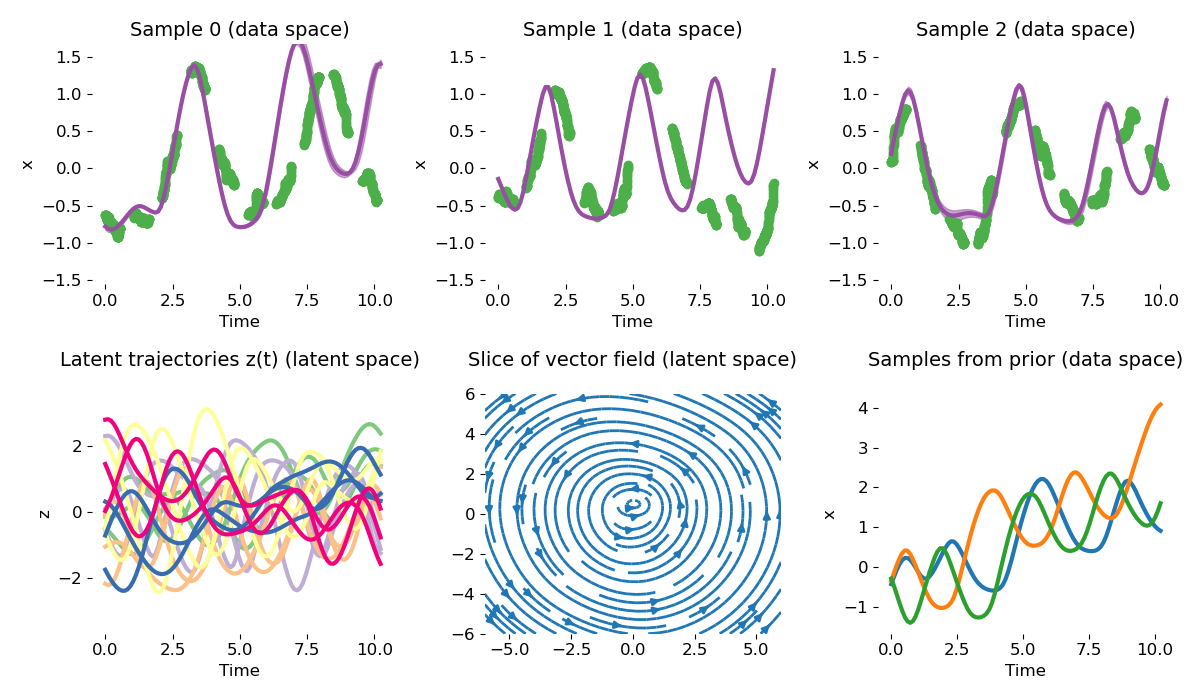 Sample 0 (data space)
Sample 1 (data space)
Sample 2 (data space)
1.5
1.0
0.5
0.0
−0.5
−1.0
−1.5
x
0.0 2.5 5.0 7.5 10.0
Time
1.5
1.0
0.5
0.0
−0.5
−1.0
−1.5
x
0.0 2.5 5.0 7.5 10.0
Time
1.5
1.0
0.5
0.0
−0.5
−1.0
−1.5
x
0.0 2.5 5.0 7.5 10.0
Time
Latent trajectories z(t) (latent space)
Slice of vector field (latent space)
Samples from prior (data space)
2
0
−2
z
0.0 2.5 5.0 7.5 10.0
Time
6
4
2
0
−2
−4
−6
−5.0 −2.5 0.0 2.5 5.0
4
3
2
1
0
−1
x
0.0 2.5 5.0 7.5 10.0
Time